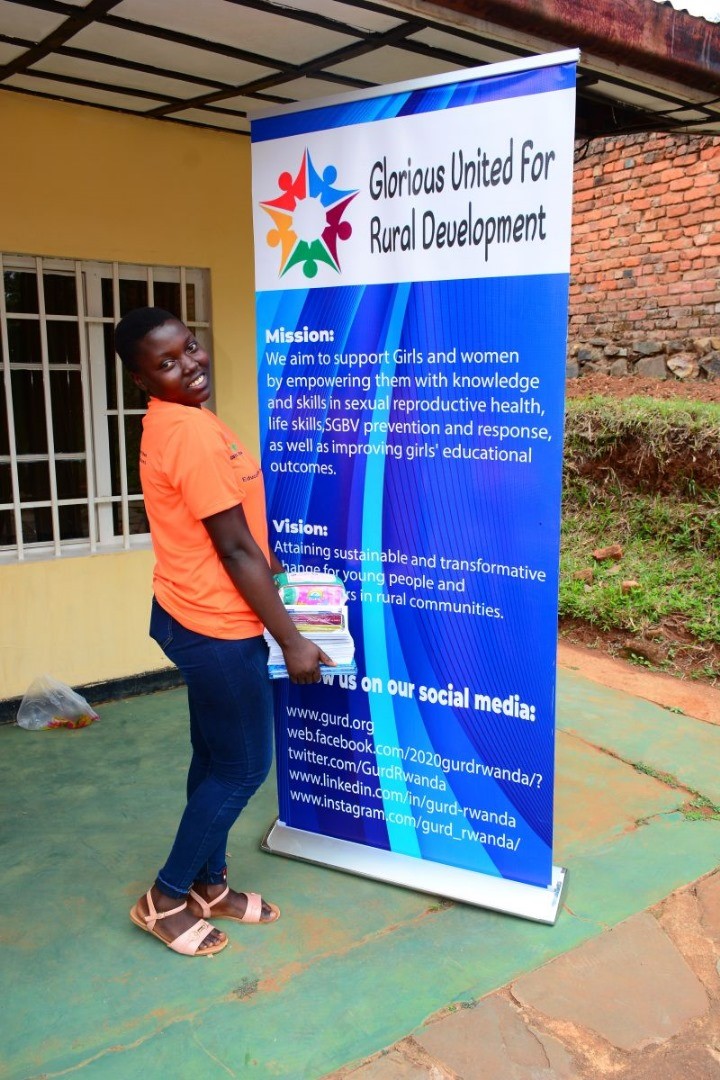 Glorious United For
Rural Development
Mission:
We aim to support Girls and women
by empowering them with knowledge
and skills in sexual reproductive health,
life skills,SGBV prevention and response,
as well as improving girls' educational
outcomes.
Vision:
Attaining sustainable and transformative
for young people and
in rural communities.
us on our social media:
www.gurd.org
web.facebook.com/2020gurdrwanda/?
twitter.com/GurdRwanda
www.linkedin.com/in/gurd-rwanda
www.instagram.com/gurd_rwanda/